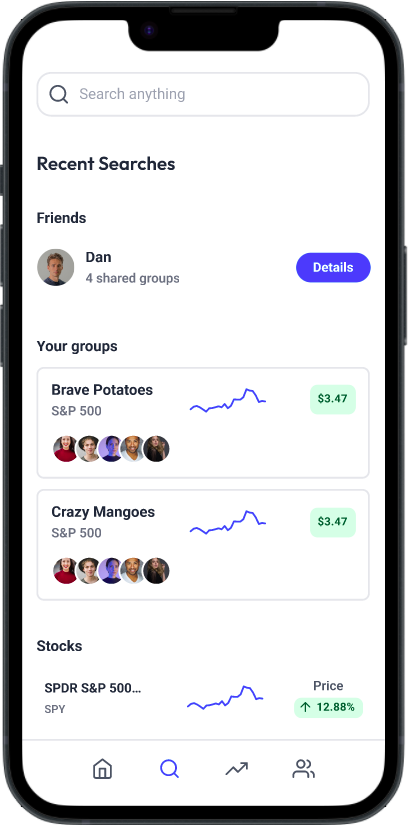 Search anything
Recent Searches
Friends
Dan
4 shared groups
Details
Your groups
Brave Potatoes
S&P 500
$3.47
Crazy Mangoes
S&P 500
$3.47
Stocks
SPDR S&P 500...
SPY
Price
12.88%